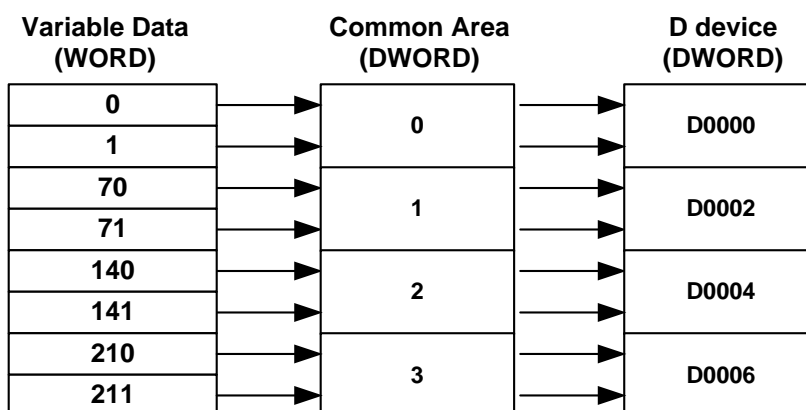 Variable Data
(WORD)
Common Area
(DWORD)
D device
(DWORD)
0
1
70
71
140
141
210
211
0
1
2
3
D0000
D0002
D0004
D0006